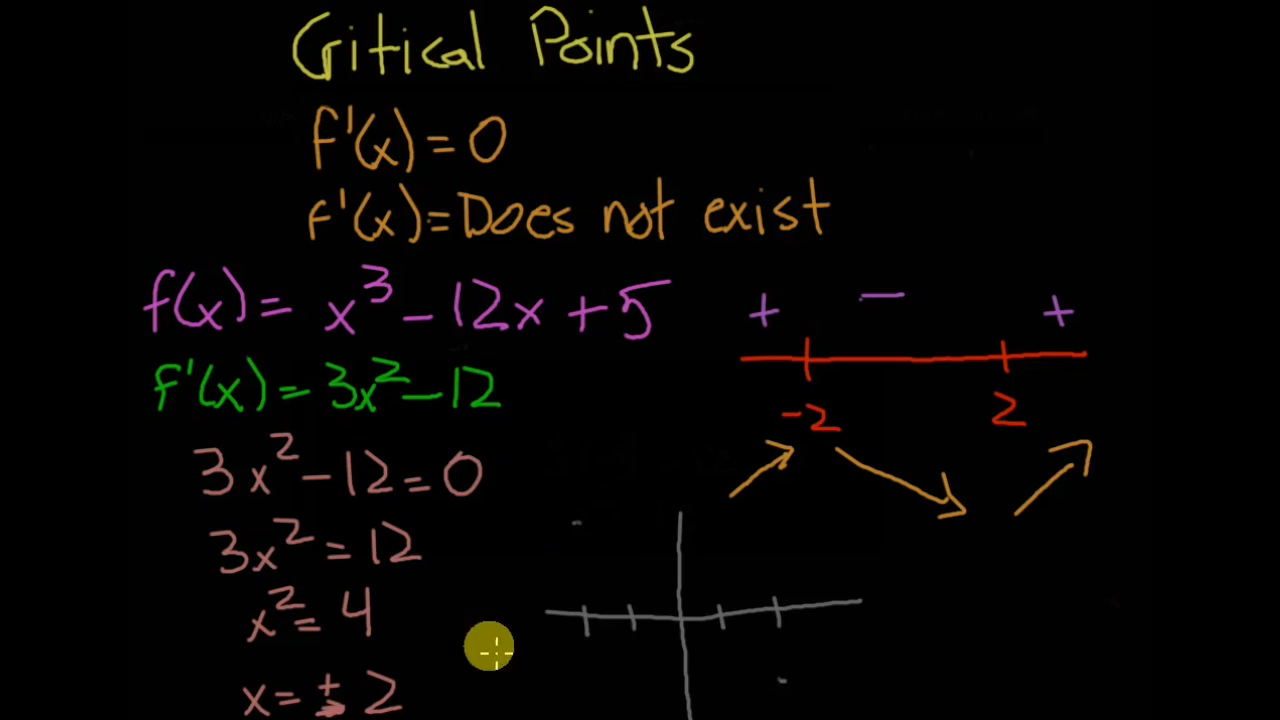 Critical Points
f'(x) = 0
f'(x) = Does not exist
f(x) = x³ - 12x + 5
+ - +
f'(x) = 3x² - 12
-2 2
3x² - 12 = 0
3x² = 12
x² = 4
x = ± 2